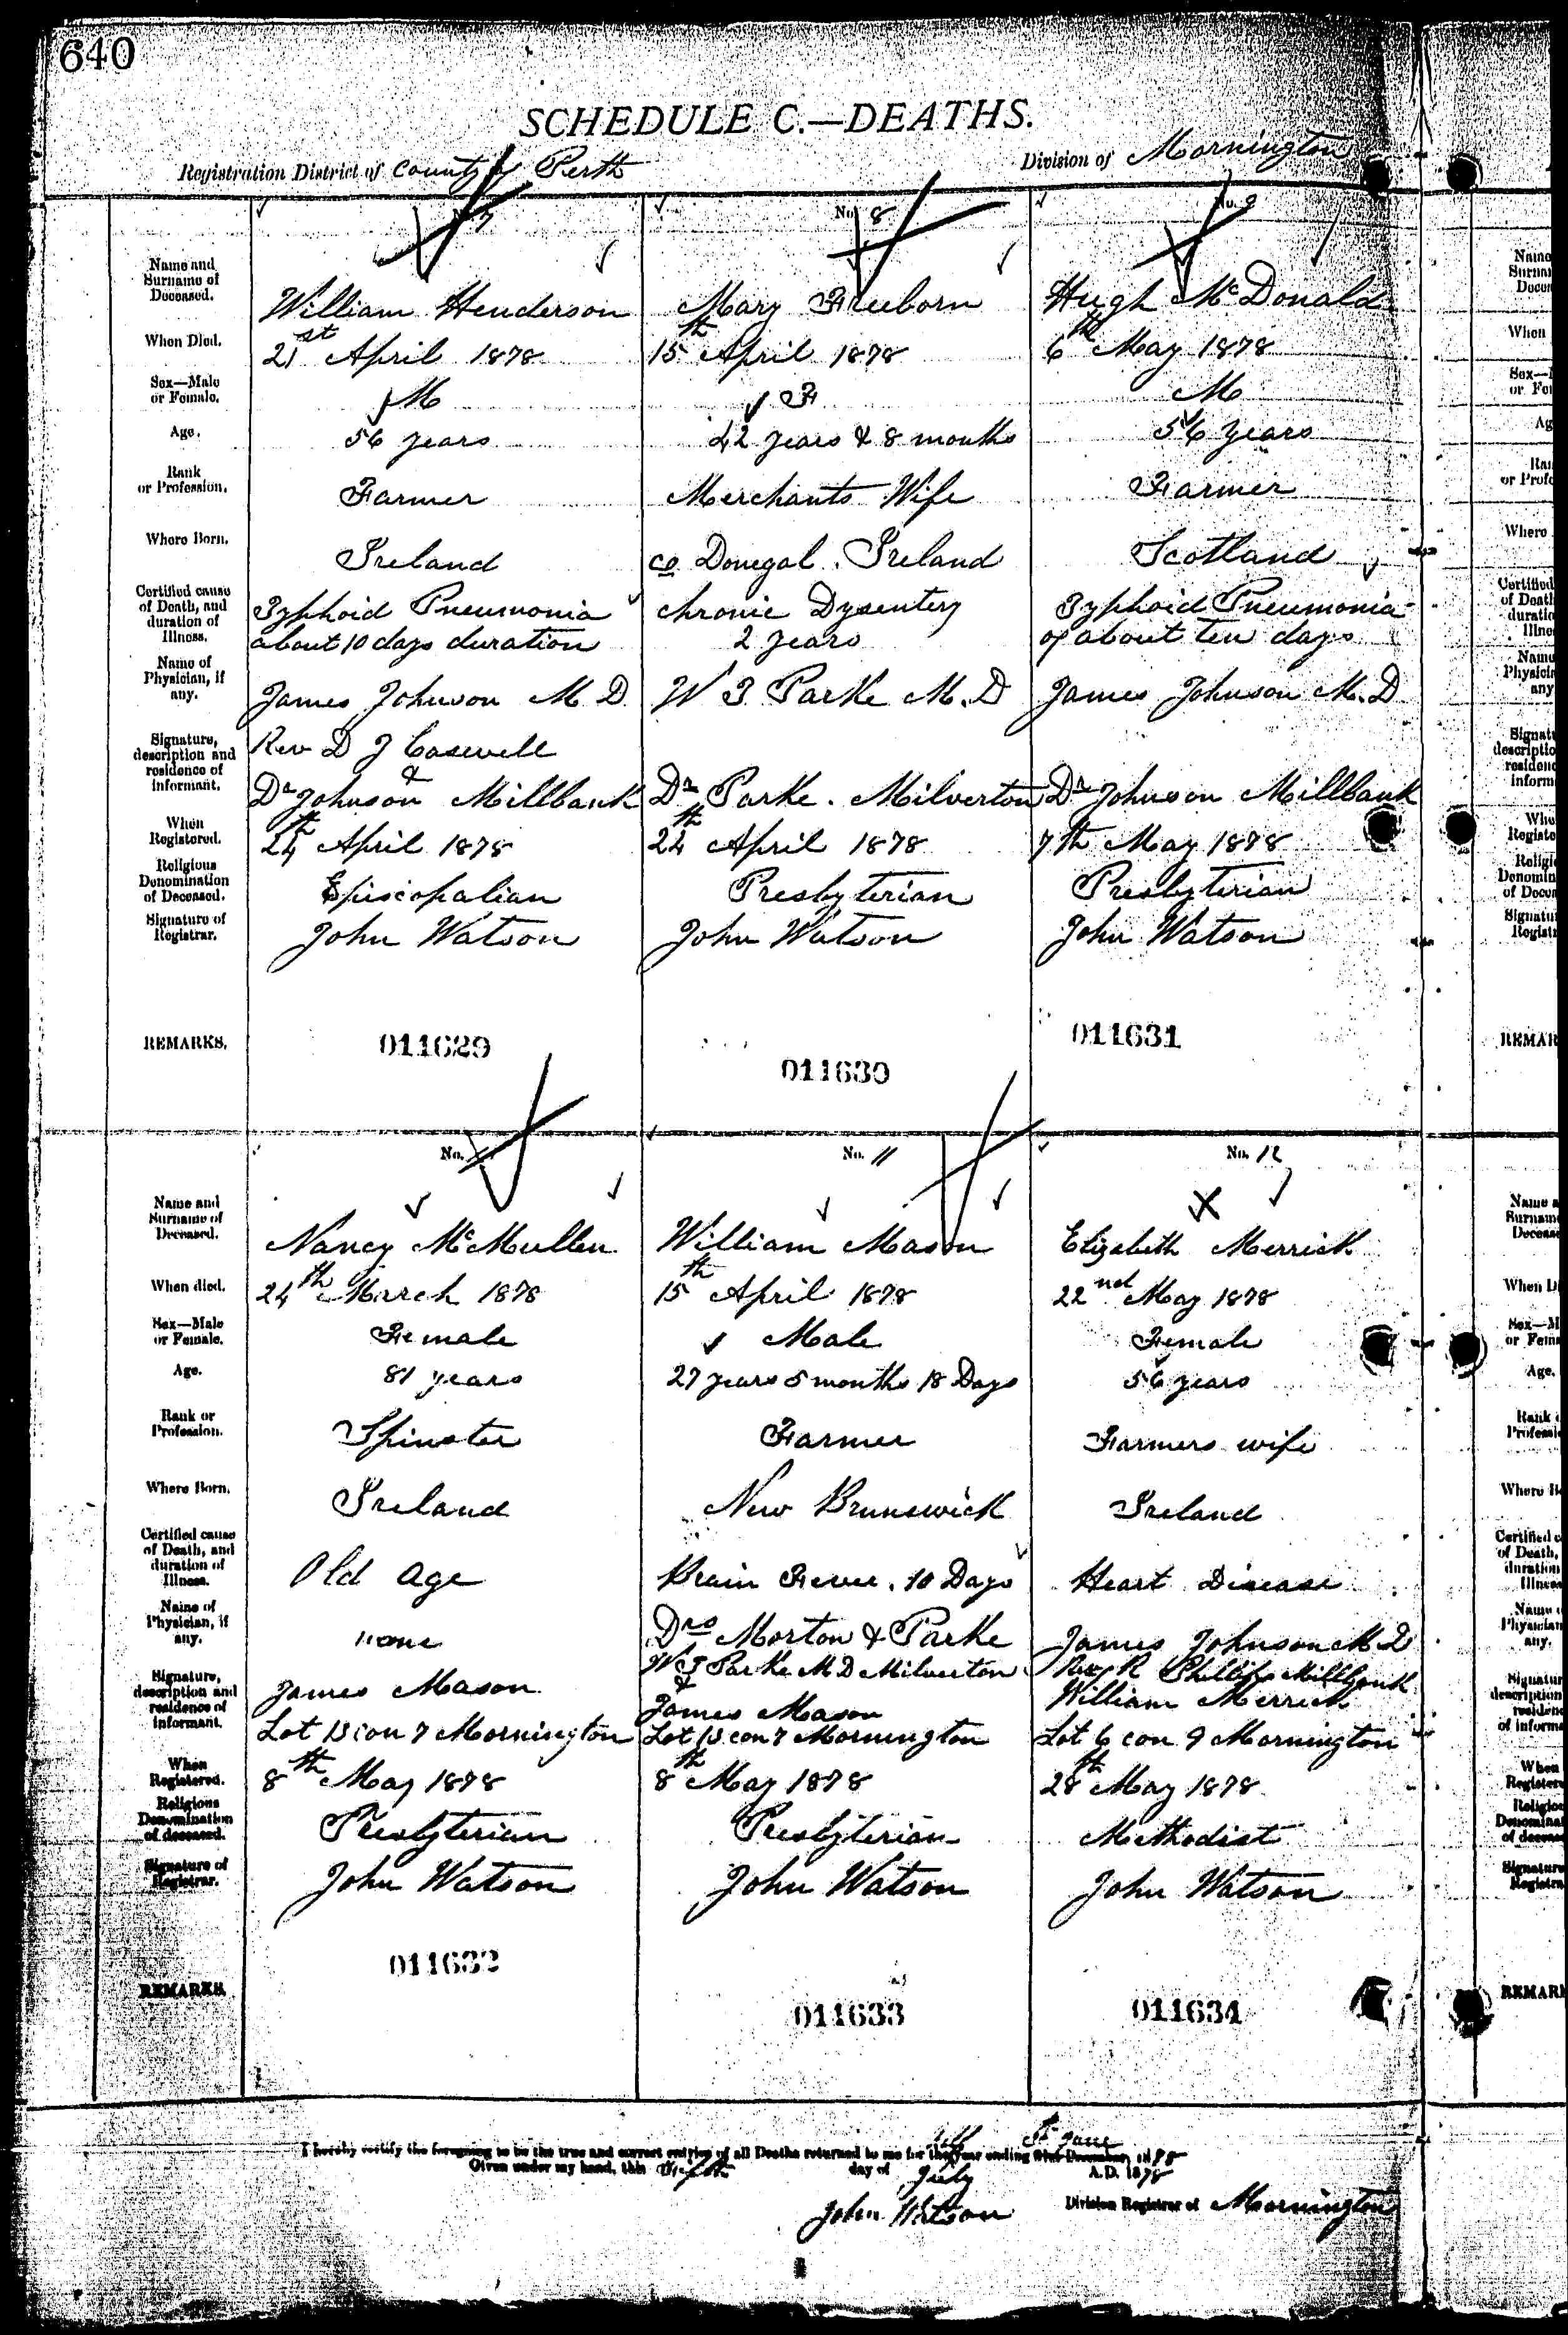 640
SCHEDULE C.—DEATHS.
Registration District of County of Perth
Division of Mornington
No. 7
Name and Surname of Deceased. William Henderson
When Died. 21st April 1878
Sex—Male or Female. M
Age. 56 years
Rank or Profession. Farmer
Where Born. Ireland
Certified cause of Death, and duration of Illness. Typhoid Pneumonia
about 10 days duration
Name of Physician, if any. James Johnson M D
Signature, description and residence of informant. Rev D J Caswell
&
Dr Johnson Millbank
When Registered. 24th April 1878
Religious Denomination of Deceased. Episcopalian
Signature of Registrar. John Watson
REMARKS. 011629
No. 8
Mary Freeborn
15th April 1878
F
42 years & 8 months
Merchants Wife
Co Donegal. Ireland
Chronic Dysentery
2 years
W T Parke M.D
Dr Parke. Milverton
24th April 1878
Presbyterian
John Watson
011630
No. 9
Hugh McDonald
6th May 1878
M
56 years
Farmer
Scotland
Typhoid Pneumonia
of about ten days
James Johnson M.D
Dr Johnson Millbank
7th May 1878
Presbyterian
John Watson
011631
No.
Name and Surname of Deceased. Nancy McMullen
When died. 24th March 1878
Sex—Male or Female. Female
Age. 81 years
Rank or Profession. Spinster
Where Born. Ireland
Certified cause of Death, and duration of Illness. Old Age
Name of Physician, if any. none
Signature, description and residence of informant. James Mason
Lot 13 con 7 Mornington
When Registered. 8th May 1878
Religious Denomination of deceased. Presbyterian
Signature of Registrar. John Watson
REMARKS. 011632
No. 11
William Mason
15th April 1878
Male
27 years 5 months 18 Days
Farmer
New Brunswick
Brain Fever. 10 Days
Drs Morton & Parke
W T Parke M D Milverton
&
James Mason
Lot 13 con 7 Mornington
8th May 1878
Presbyterian
John Watson
011633
No. 12
Elizabeth Merrick
22nd May 1878
Female
56 years
Farmers wife
Ireland
Heart Disease
James Johnson M D
Rev R Phillips Millbank
William Merrick
Lot 6 con 9 Mornington
28th May 1878
Methodist
John Watson
011634
I hereby certify the foregoing to be the true and correct entries of all Deaths returned to me for the half year ending June 1878
Given under my hand, this day of July A.D. 1878
John Watson Division Registrar of Mornington